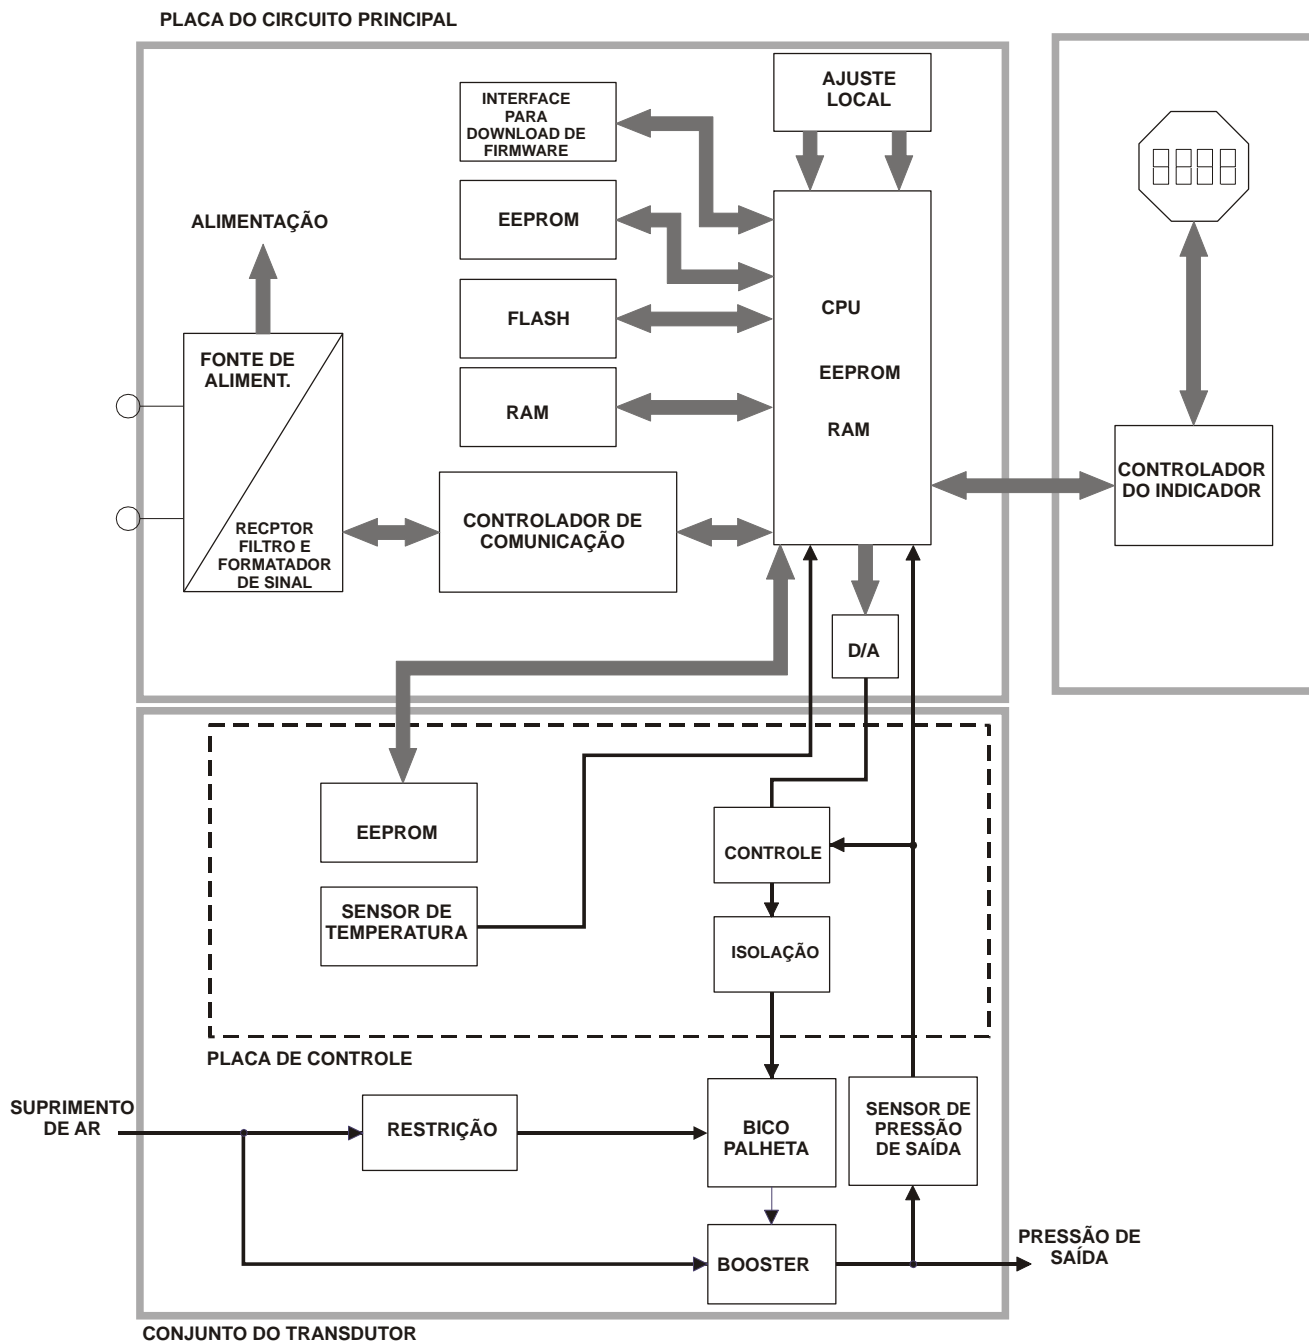 PLACA DO CIRCUITO PRINCIPAL
AJUSTE
LOCAL
INTERFACE
PARA
DOWNLOAD DE
FIRMWARE
EEPROM
ALIMENTAÇÃO
FLASH
CPU
FONTE DE
ALIMENT.
EEPROM
RAM
RAM
CONTROLADOR
DO INDICADOR
RECPTOR
FILTRO E
FORMATADOR
DE SINAL
CONTROLADOR DE
COMUNICAÇÃO
D/A
EEPROM
CONTROLE
SENSOR DE
TEMPERATURA
ISOLAÇÃO
PLACA DE CONTROLE
SUPRIMENTO
DE AR
RESTRIÇÃO
BICO
PALHETA
SENSOR DE
PRESSÃO
DE SAÍDA
BOOSTER
PRESSÃO DE
SAÍDA
CONJUNTO DO TRANSDUTOR